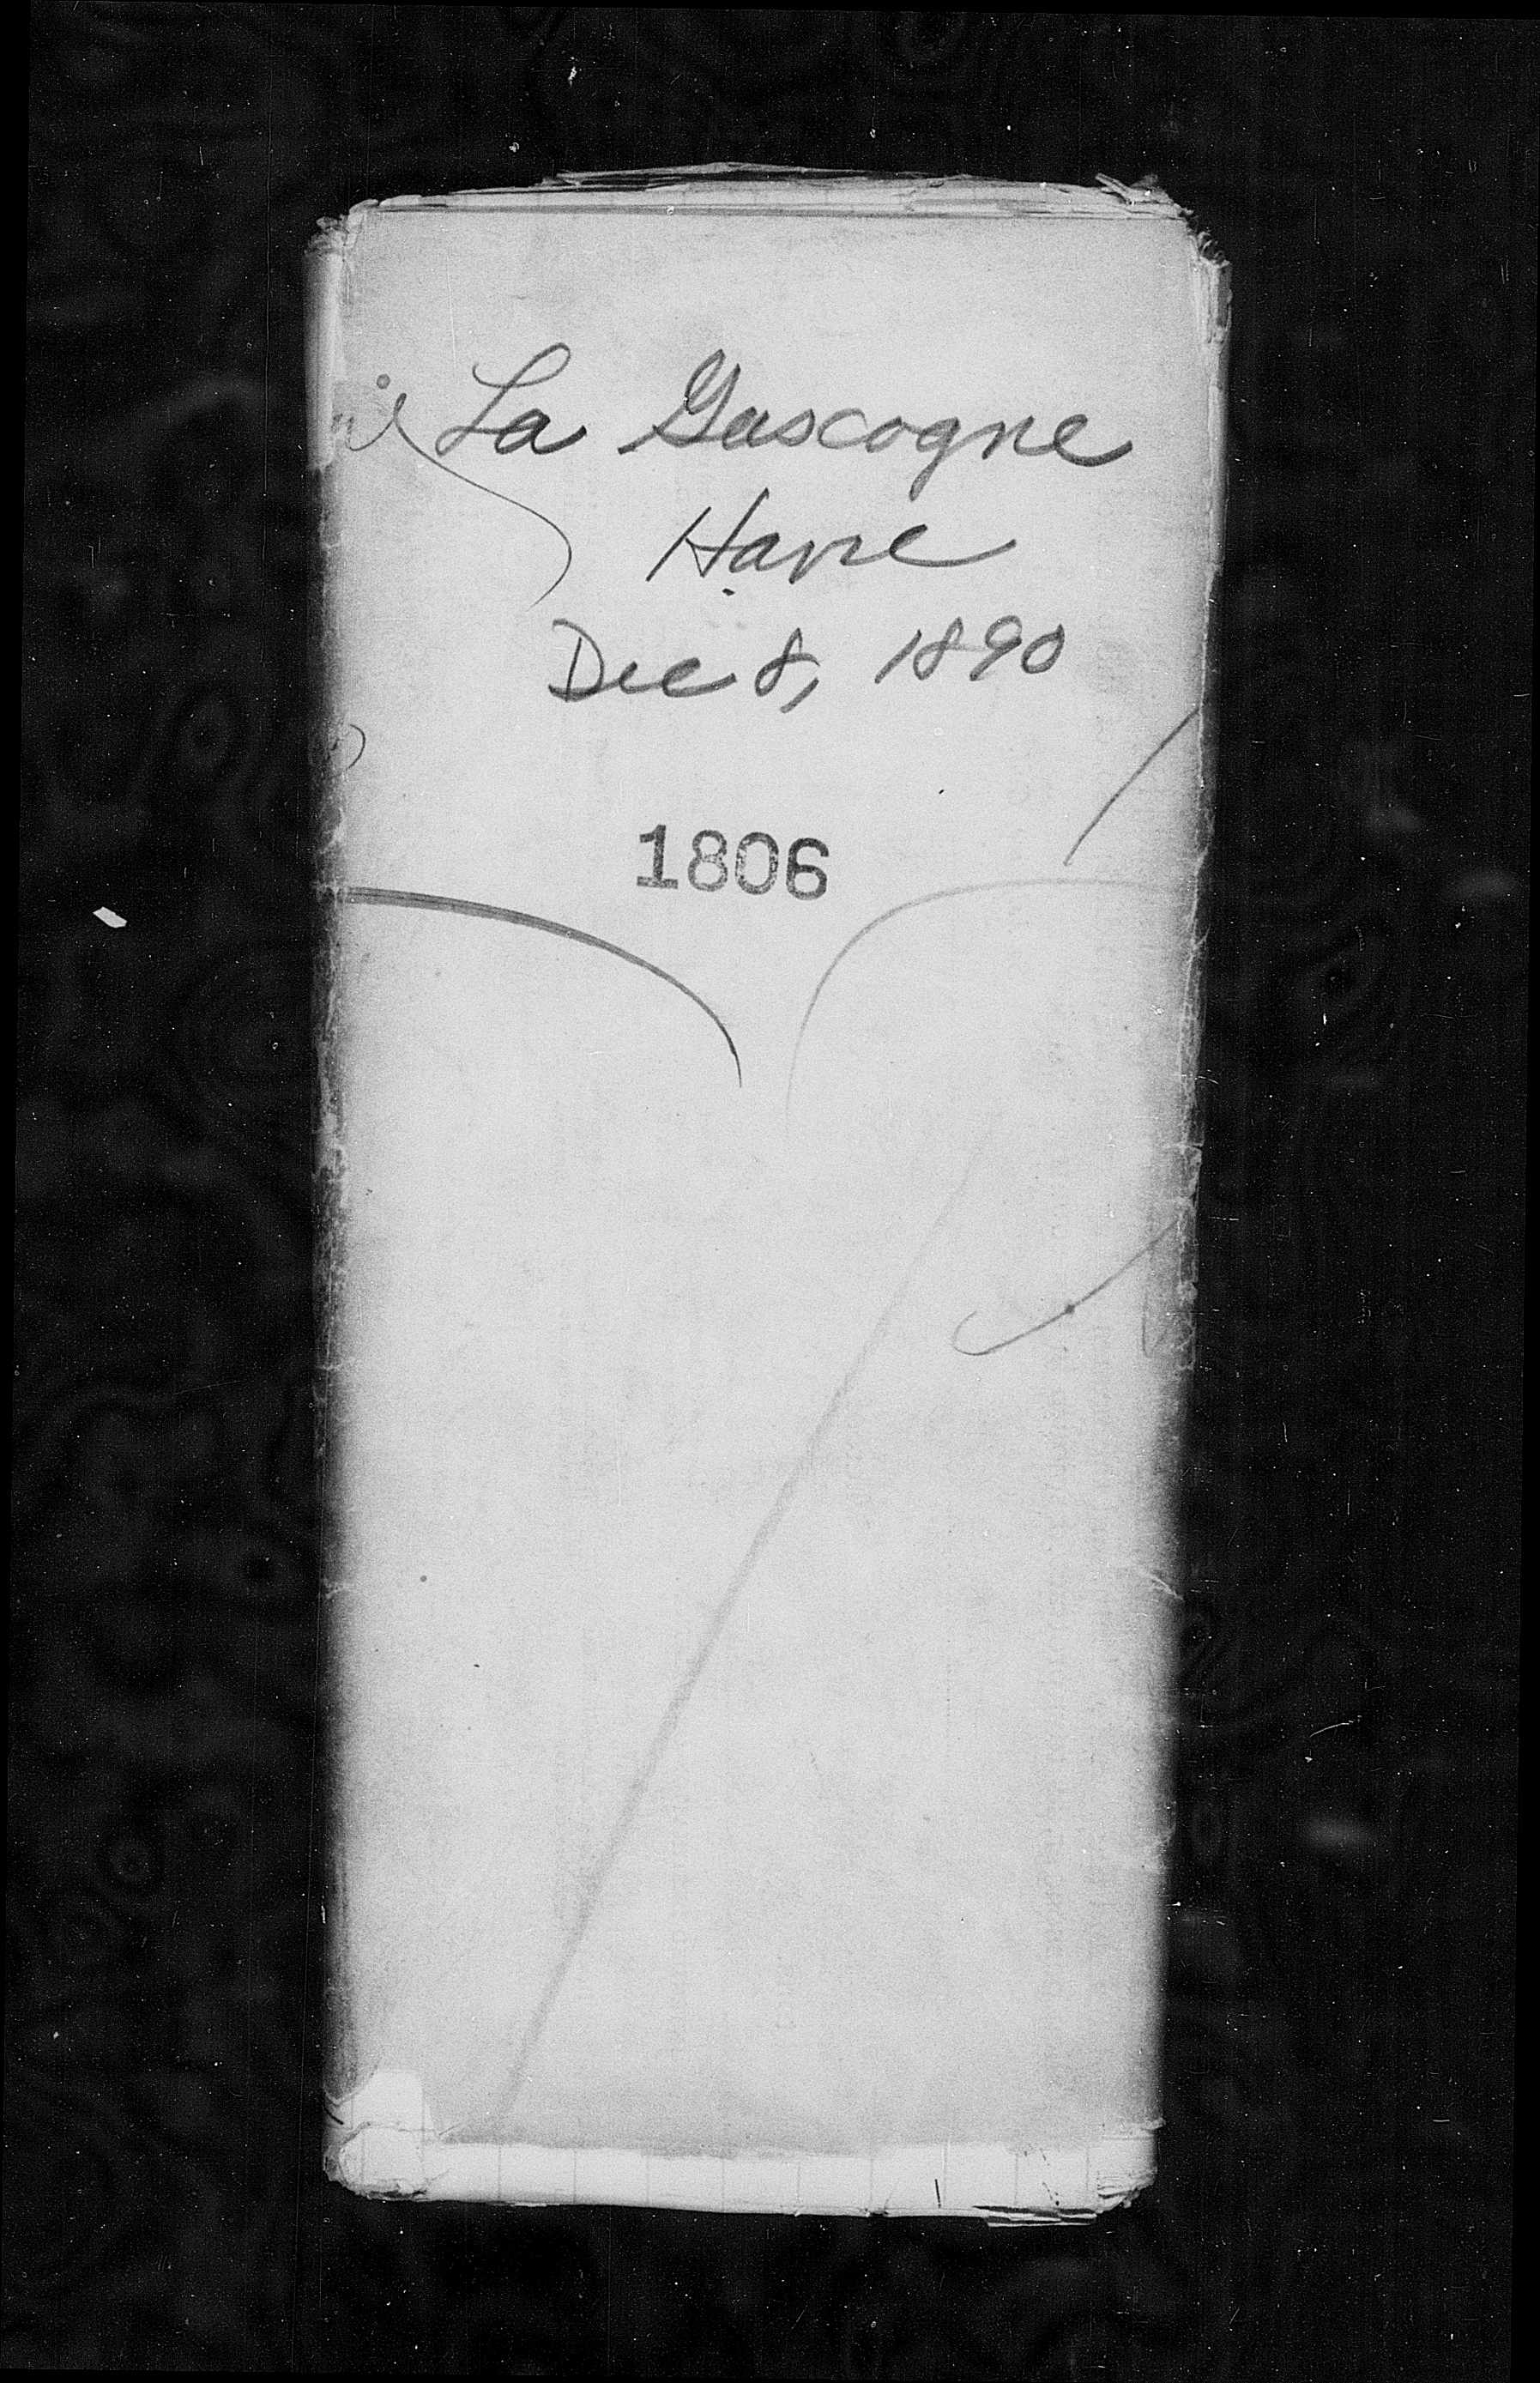 La Gascogne
Havre
Dec 8, 1890
1806